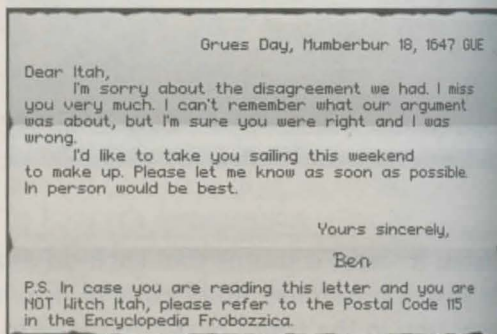 Grues Day, Mumberbur 18, 1647 GUE
Dear Itah,
I'm sorry about the disagreement we had. I miss
you very much. I can't remember what our argument
was about, but I'm sure you were right and I was
wrong.
I'd like to take you sailing this weekend
to make up. Please let me know as soon as possible.
In person would be best.
Yours sincerely,
Ben
P.S. In case you are reading this letter and you are
NOT Witch Itah, please refer to the Postal Code 115
in the Encyclopedia Frobozzica.